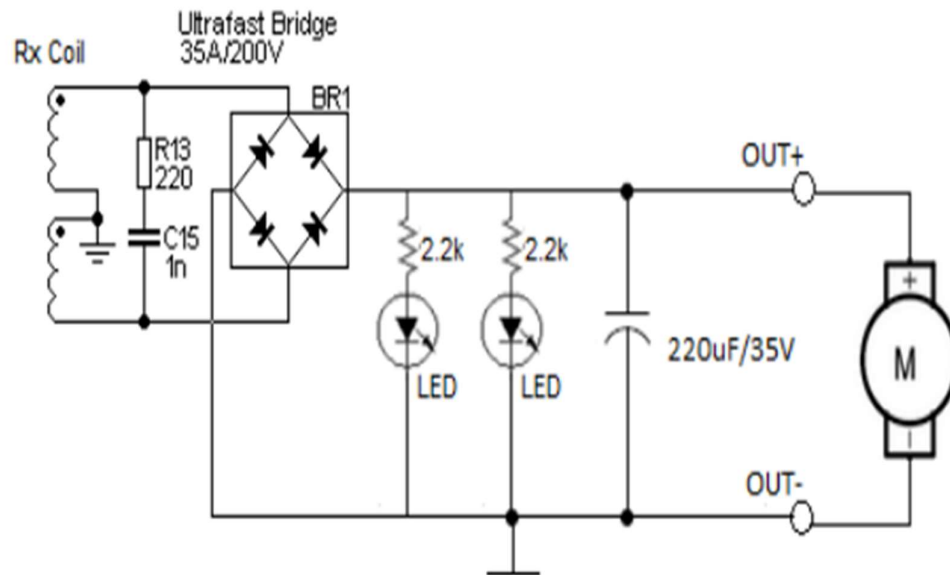 Ultrafast Bridge
35A/200V
Rx Coil
BR1
R13
220
C15
1n
2.2k
2.2k
LED
LED
220uF/35V
OUT+
+
M
-
OUT-